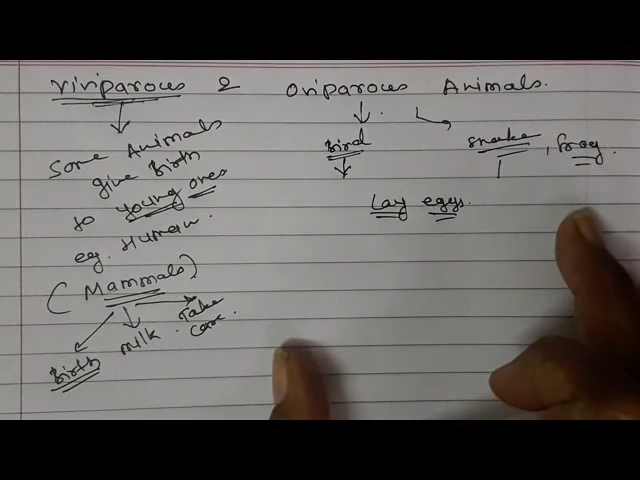 Viviparous & Oviparous Animals.
Some Animals
give Birth
to young ones
eg. Human.
(Mammals)
Birth
milk.
Take
care.
Bird
snake, frog.
Lay eggs.